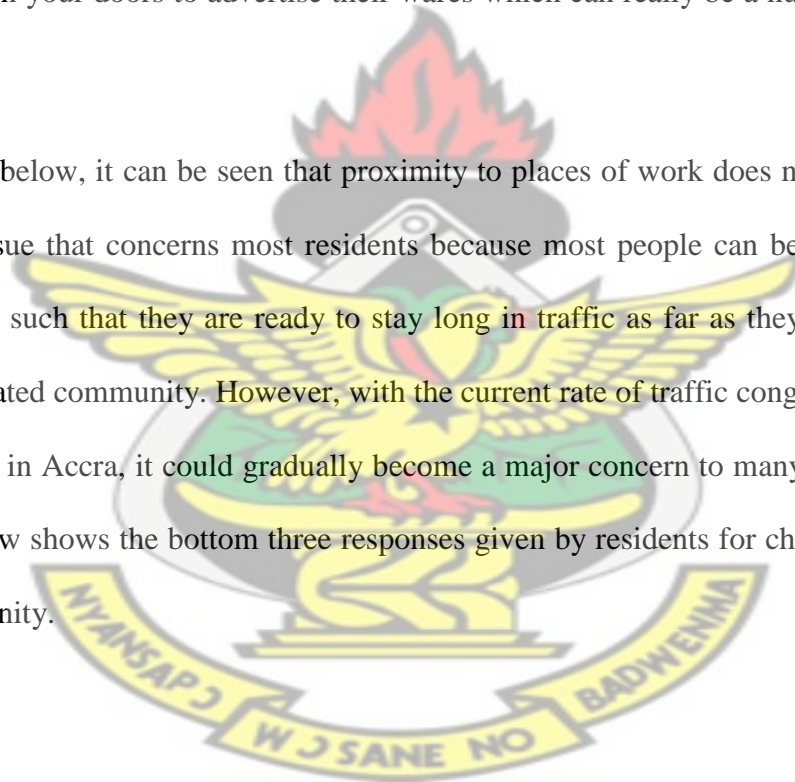 your doors to advertise their wares which can really be a
below, it can be seen that proximity to places of work does n
sue that concerns most residents because most people can be
such that they are ready to stay long in traffic as far as they
ated community. However, with the current rate of traffic cong
in Accra, it could gradually become a major concern to many
w shows the bottom three responses given by residents for ch
nity.
NYANSAPƆ WƆ SANE NO BADWENMA